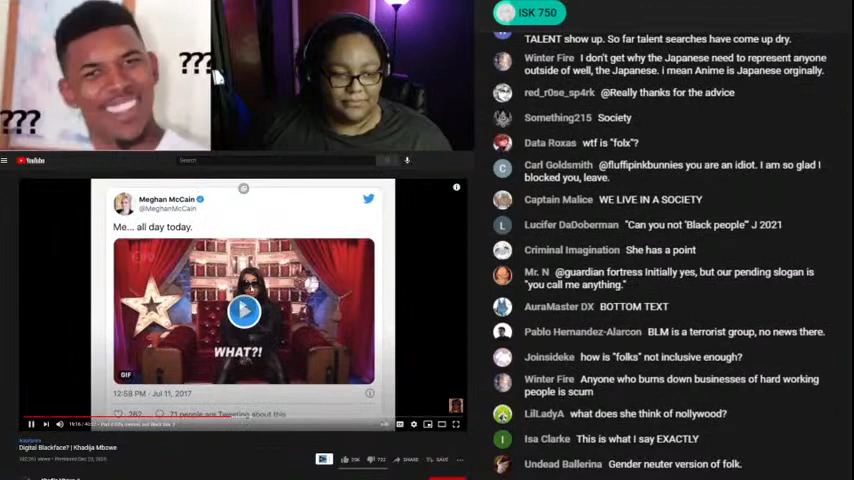 ???
???
YouTube
Search
Meghan McCain
@MeghanMcCain
Me... all day today.
WHAT?!
GIF
12:58 PM · Jul 11, 2017
262
71 people are Tweeting about this
Digital Blackface? | Khadija Mbowe
SHARE
SAVE
ISK 750
TALENT show up. So far talent searches have come up dry.
Winter Fire I don't get why the Japanese need to represent anyone
outside of well, the Japanese. i mean Anime is Japanese orginally.
red_r0se_sp4rk @Really thanks for the advice
Something215 Society
Data Roxas wtf is "folx"?
Carl Goldsmith @fluffipinkbunnies you are an idiot. I am so glad I
blocked you, leave.
Captain Malice WE LIVE IN A SOCIETY
Lucifer DaDoberman "Can you not 'Black people'" J 2021
Criminal Imagination She has a point
Mr. N @guardian fortress Initially yes, but our pending slogan is
"you call me anything."
AuraMaster DX BOTTOM TEXT
Pablo Hernandez-Alarcon BLM is a terrorist group, no news there.
Joinsideke how is "folks" not inclusive enough?
Winter Fire Anyone who burns down businesses of hard working
people is scum
LilLadyA what does she think of nollywood?
Isa Clarke This is what I say EXACTLY
Undead Ballerina Gender neuter version of folk.